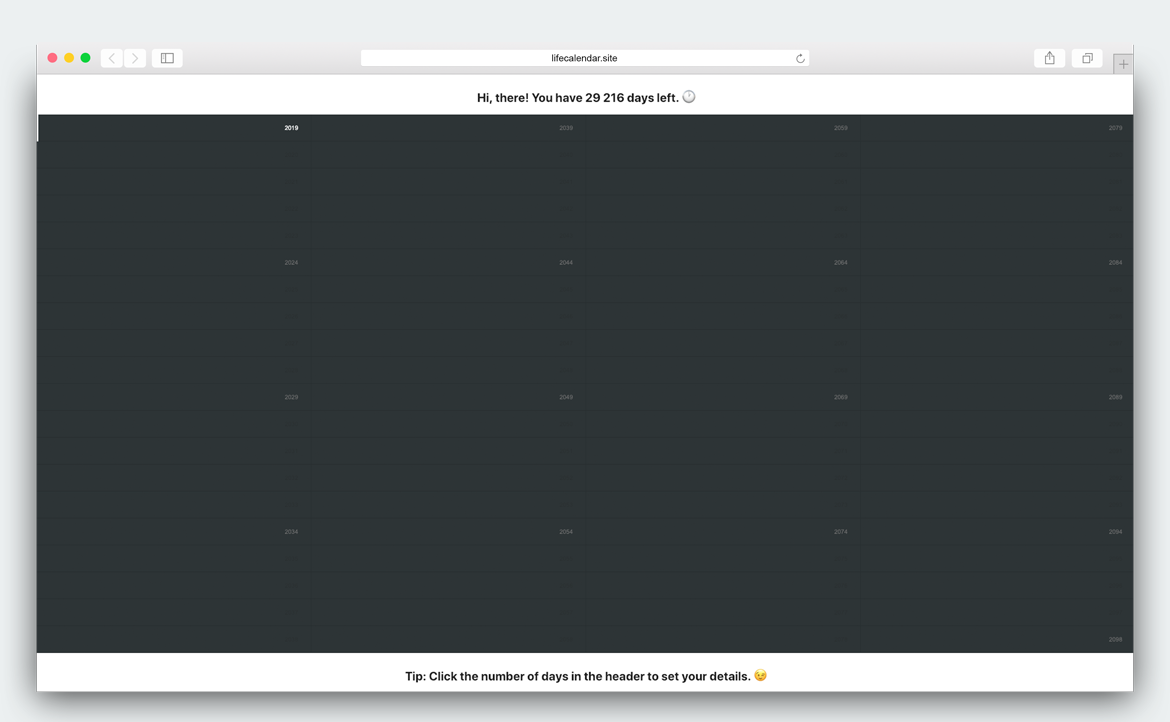 lifecalendar.site
Hi, there! You have 29 216 days left. 🕛
2019 2039 2059 2079
2024 2044 2064 2084
2029 2049 2069 2089
2034 2054 2074 2094
2098
Tip: Click the number of days in the header to set your details. 😉